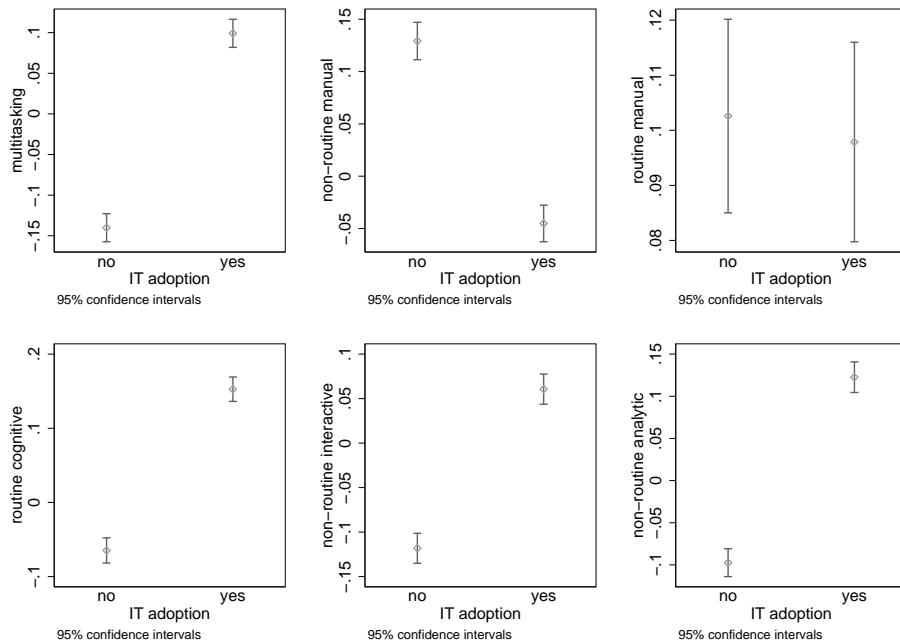 multitasking
.1
.05
0
−.05
−.1
−.15
no yes
IT adoption
95% confidence intervals
non−routine manual
.15
.1
.05
0
−.05
no yes
IT adoption
95% confidence intervals
routine manual
.12
.11
.1
.09
.08
no yes
IT adoption
95% confidence intervals
routine cognitive
.2
.1
0
−.1
no yes
IT adoption
95% confidence intervals
non−routine interactive
.1
.05
0
−.05
−.1
−.15
no yes
IT adoption
95% confidence intervals
non−routine analytic
.15
.1
.05
0
−.05
−.1
no yes
IT adoption
95% confidence intervals